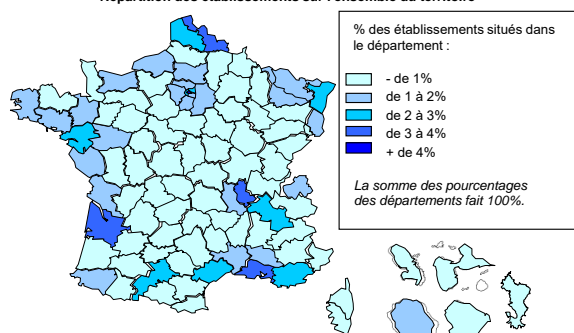 Répartition des établissements sur l'ensemble du territoire
% des établissements situés dans
le département :
- de 1%
de 1 à 2%
de 2 à 3%
de 3 à 4%
+ de 4%
La somme des pourcentages
des départements fait 100%.